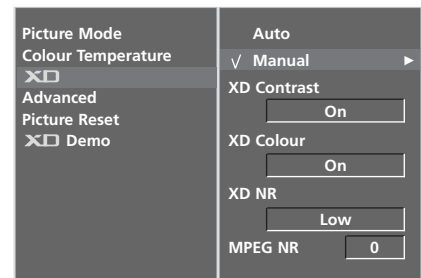 Picture Mode
Colour Temperature
XD
Advanced
Picture Reset
XD Demo
Auto
√ Manual ►
XD Contrast
On
XD Colour
On
XD NR
Low
MPEG NR 0